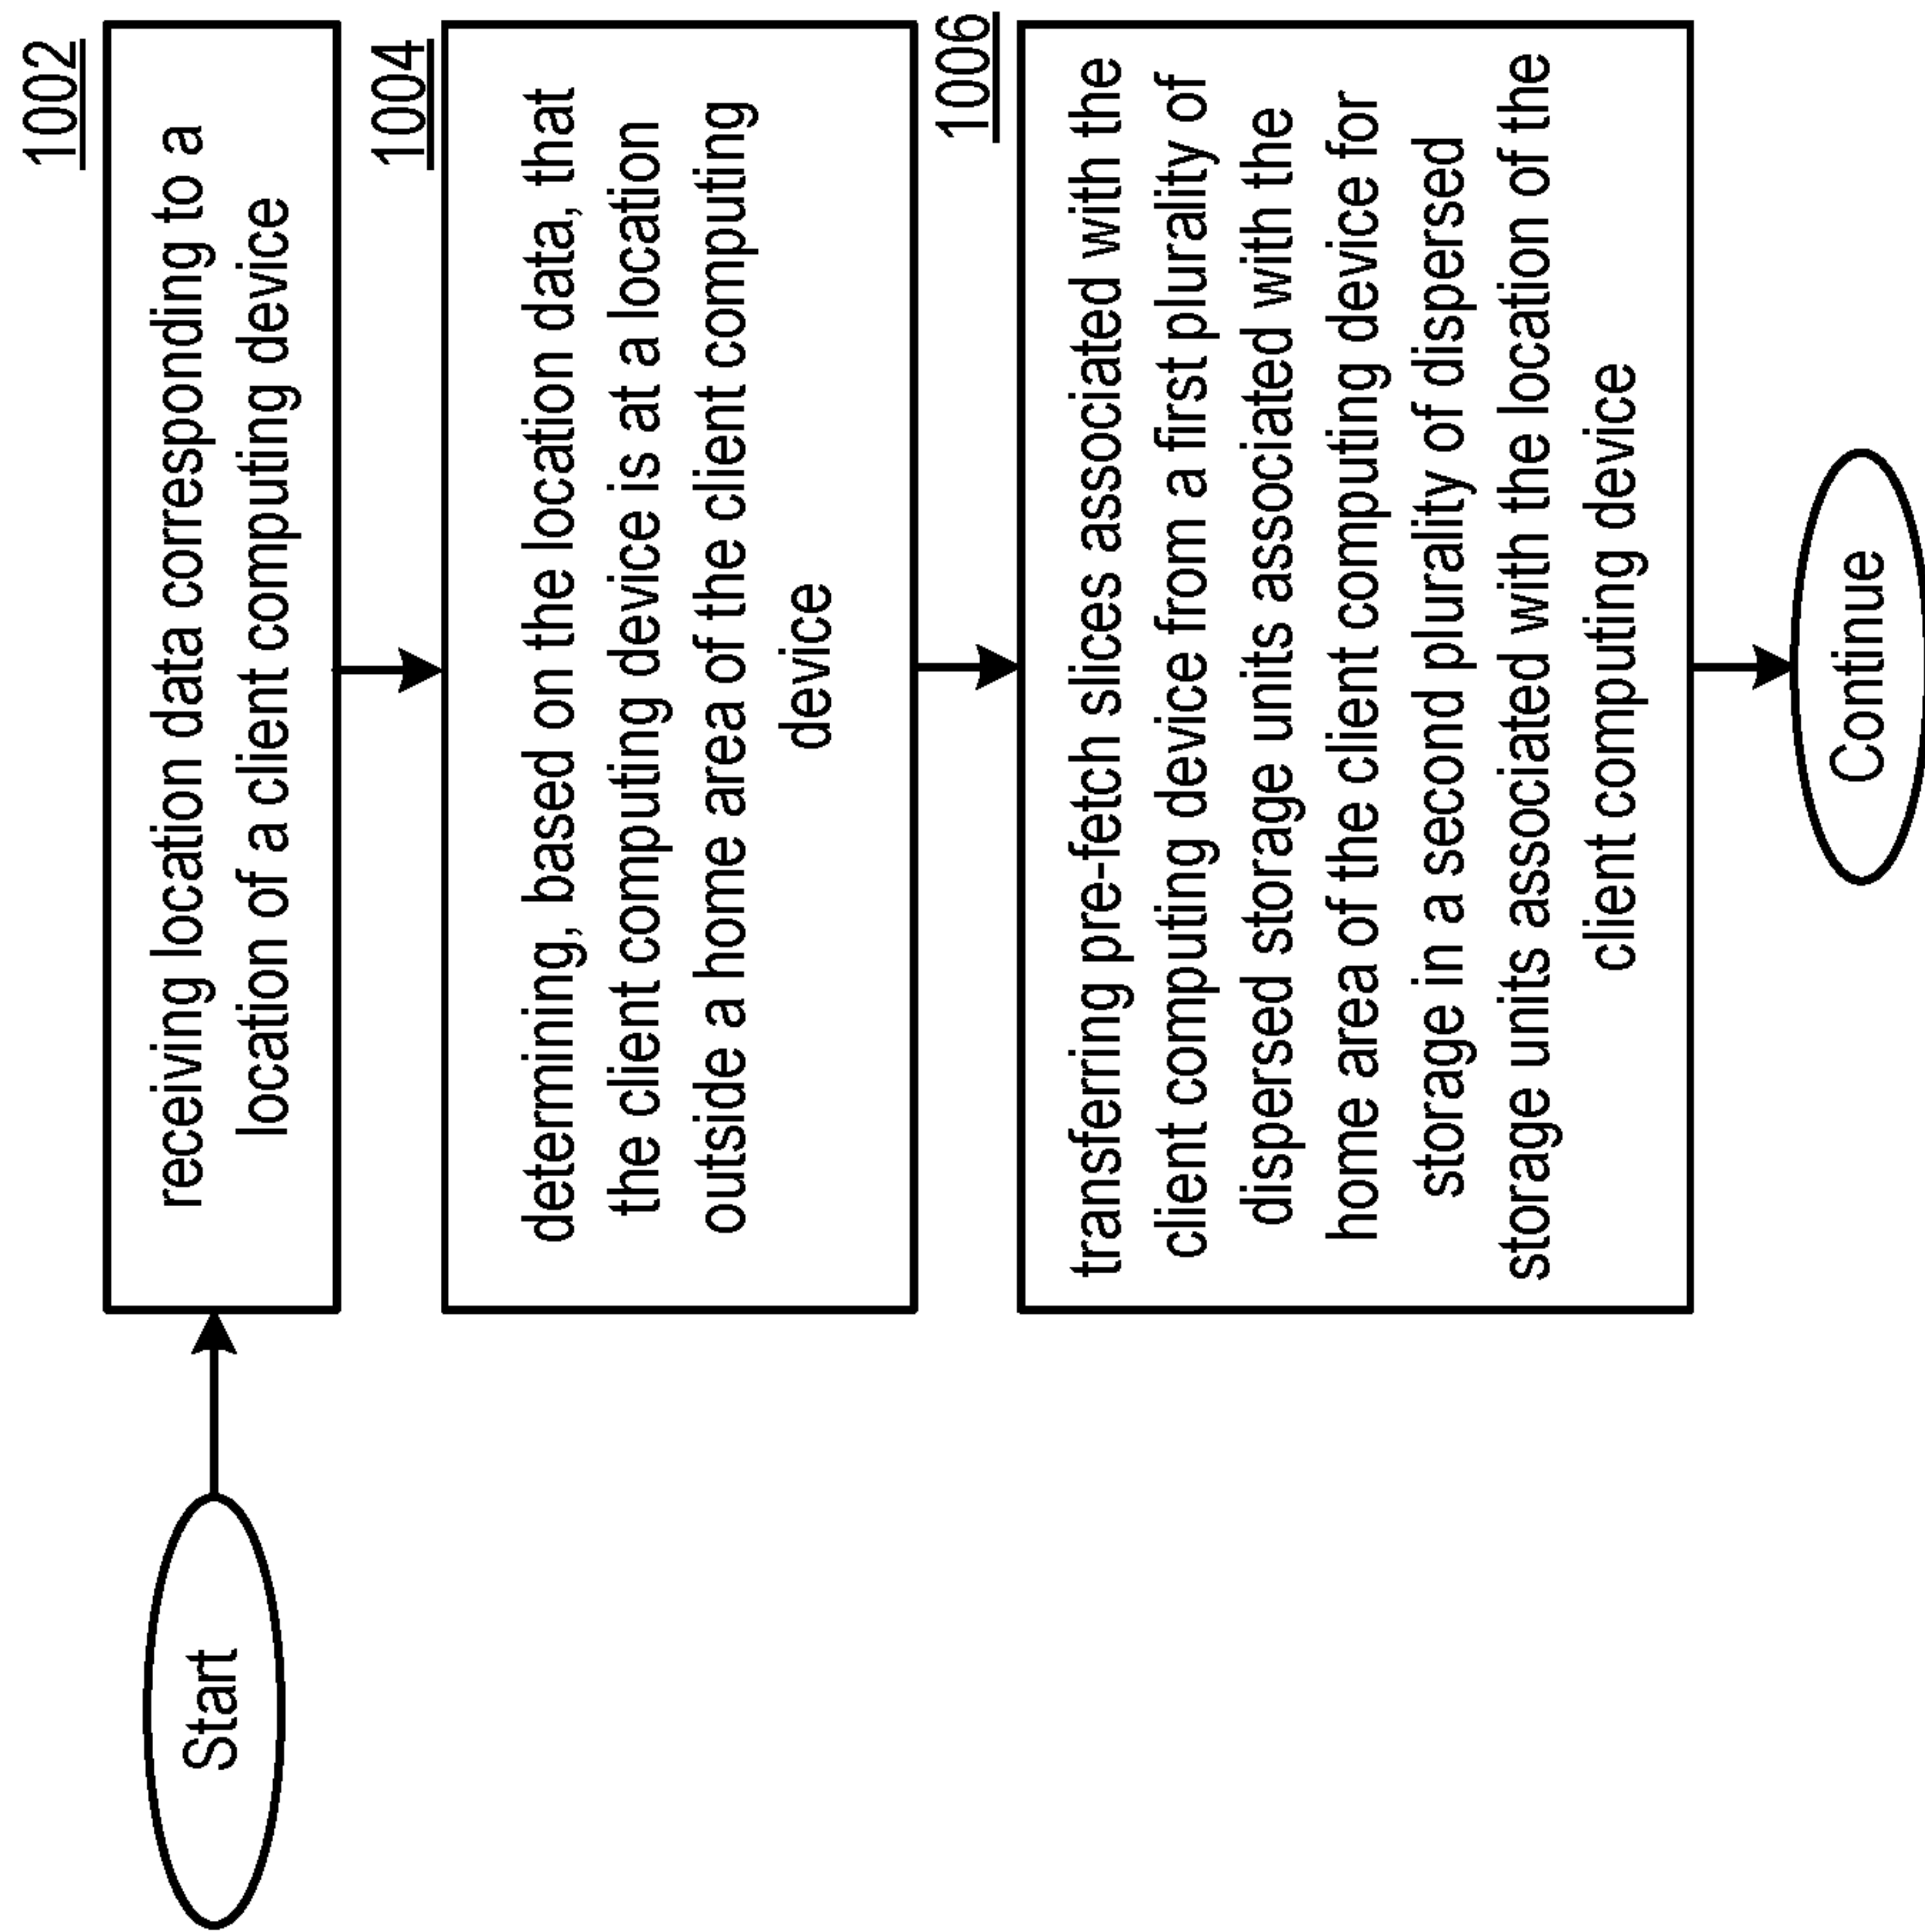 Start
1002
receiving location data corresponding to a
location of a client computing device
1004
determining, based on the location data, that
the client computing device is at a location
outside a home area of the client computing
device
1006
transferring pre-fetch slices associated with the
client computing device from a first plurality of
dispersed storage units associated with the
home area of the client computing device for
storage in a second plurality of dispersed
storage units associated with the location of the
client computing device
Continue